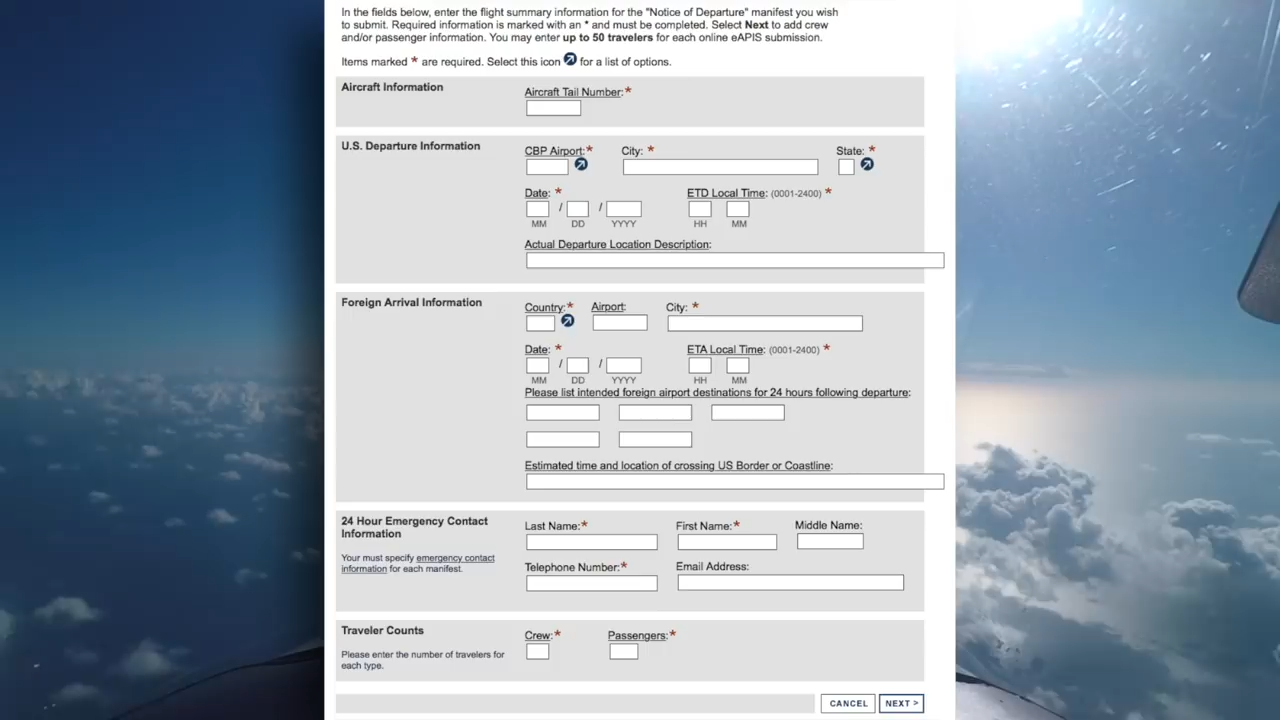 In the fields below, enter the flight summary information for the "Notice of Departure" manifest you wish
to submit. Required information is marked with an * and must be completed. Select Next to add crew
and/or passenger information. You may enter up to 50 travelers for each online eAPIS submission.
Items marked * are required. Select this icon for a list of options.
Aircraft Information
Aircraft Tail Number:*
U.S. Departure Information
CBP Airport:* City: * State: *
Date: * ETD Local Time: (0001-2400) *
/ /
MM DD YYYY HH MM
Actual Departure Location Description:
Foreign Arrival Information
Country:* Airport: City: *
Date: * ETA Local Time: (0001-2400) *
/ /
MM DD YYYY HH MM
Please list intended foreign airport destinations for 24 hours following departure:
Estimated time and location of crossing US Border or Coastline:
24 Hour Emergency Contact
Information
Your must specify emergency contact
information for each manifest.
Last Name:* First Name:* Middle Name:
Telephone Number:* Email Address:
Traveler Counts
Please enter the number of travelers for
each type.
Crew:* Passengers:*
CANCEL NEXT >